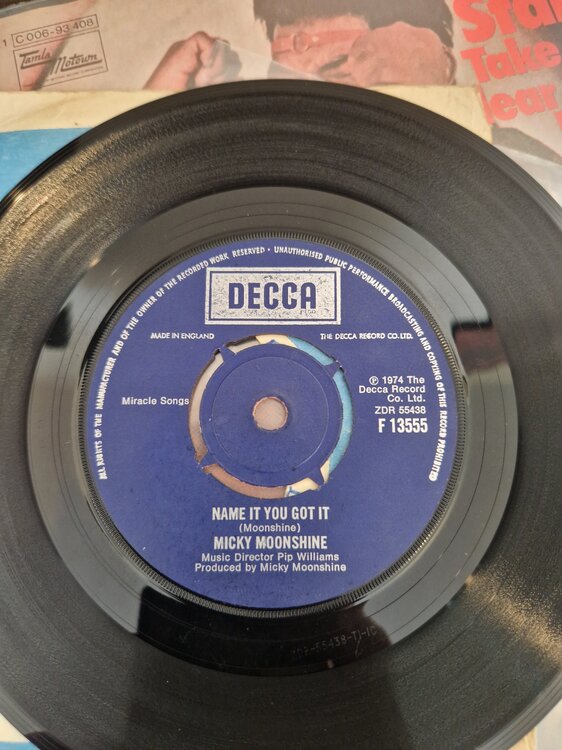 1 C 006-93 408
Tamla Motown
Take
ALL RIGHTS OF THE MANUFACTURER AND OF THE OWNER OF THE RECORDED WORK RESERVED • UNAUTHORISED PUBLIC PERFORMANCE BROADCASTING AND COPYING OF THIS RECORD PROHIBITED
DECCA
MADE IN ENGLAND
THE DECCA RECORD CO. LTD.
Miracle Songs
℗ 1974 The
Decca Record
Co. Ltd.
ZDR 55438
F 13555
NAME IT YOU GOT IT
(Moonshine)
MICKY MOONSHINE
Music Director Pip Williams
Produced by Micky Moonshine